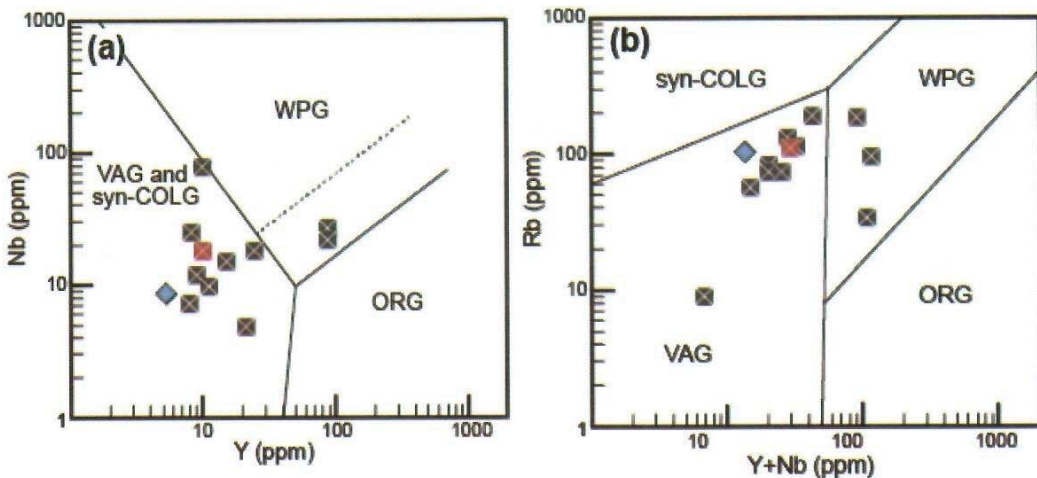 (a)
1000
100
10
1
Nb (ppm)
WPG
VAG and
syn-COLG
ORG
10
100
1000
Y (ppm)
(b)
1000
100
10
1
Rb (ppm)
syn-COLG
WPG
VAG
ORG
10
100
1000
Y+Nb (ppm)